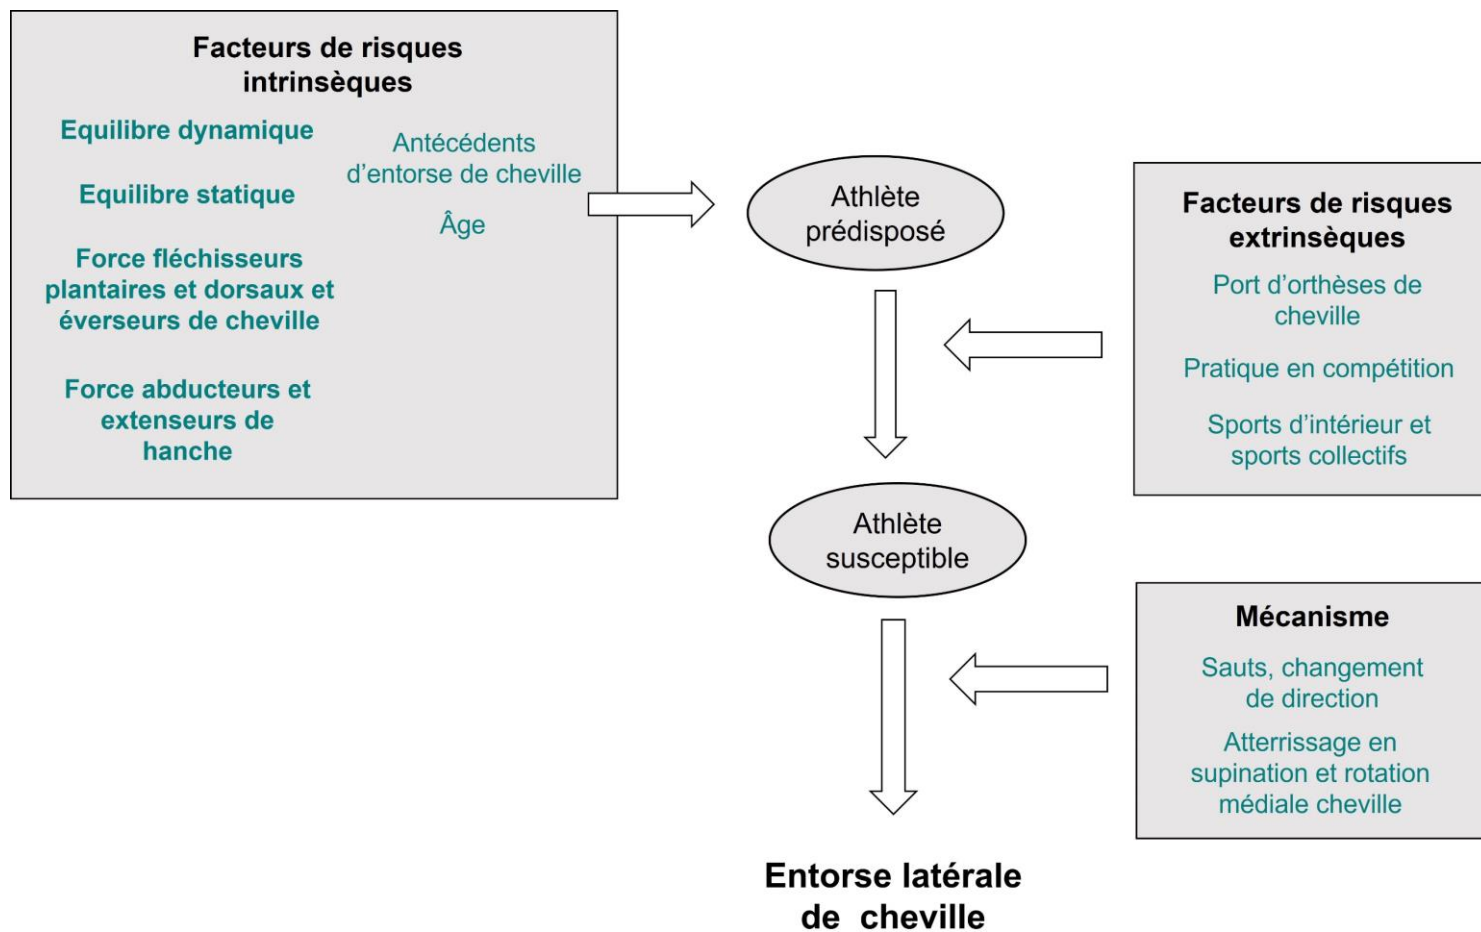 Facteurs de risques
intrinsèques
Equilibre dynamique
Equilibre statique
Force fléchisseurs
plantaires et dorsaux et
éverseurs de cheville
Force abducteurs et
extenseurs de
hanche
Antécédents
d’entorse de cheville
Âge
Athlète
prédisposé
Facteurs de risques
extrinsèques
Port d’orthèses de
cheville
Pratique en compétition
Sports d’intérieur et
sports collectifs
Athlète
susceptible
Mécanisme
Sauts, changement
de direction
Atterrissage en
supination et rotation
médiale cheville
Entorse latérale
de cheville